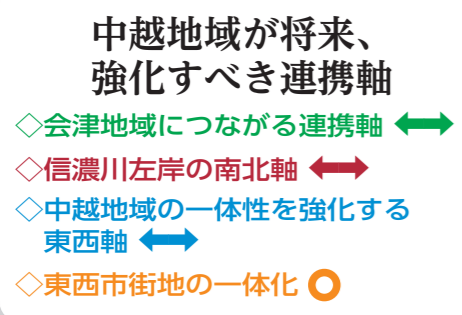 中越地域が将来、
強化すべき連携軸
◇会津地域につながる連携軸
◇信濃川左岸の南北軸
◇中越地域の一体性を強化する
東西軸
◇東西市街地の一体化